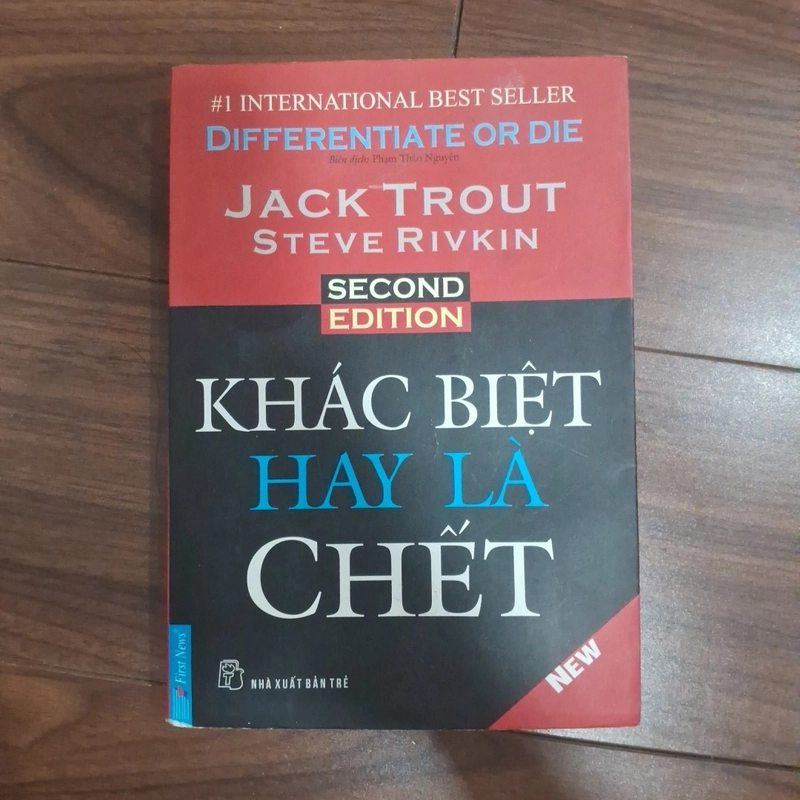 #1 INTERNATIONAL BEST SELLER
DIFFERENTIATE OR DIE
Biên dịch: Phạm Thảo Nguyên
JACK TROUT
STEVE RIVKIN
SECOND
EDITION
KHÁC BIỆT
HAY LÀ
CHẾT
NEW
First News
NHÀ XUẤT BẢN TRẺ